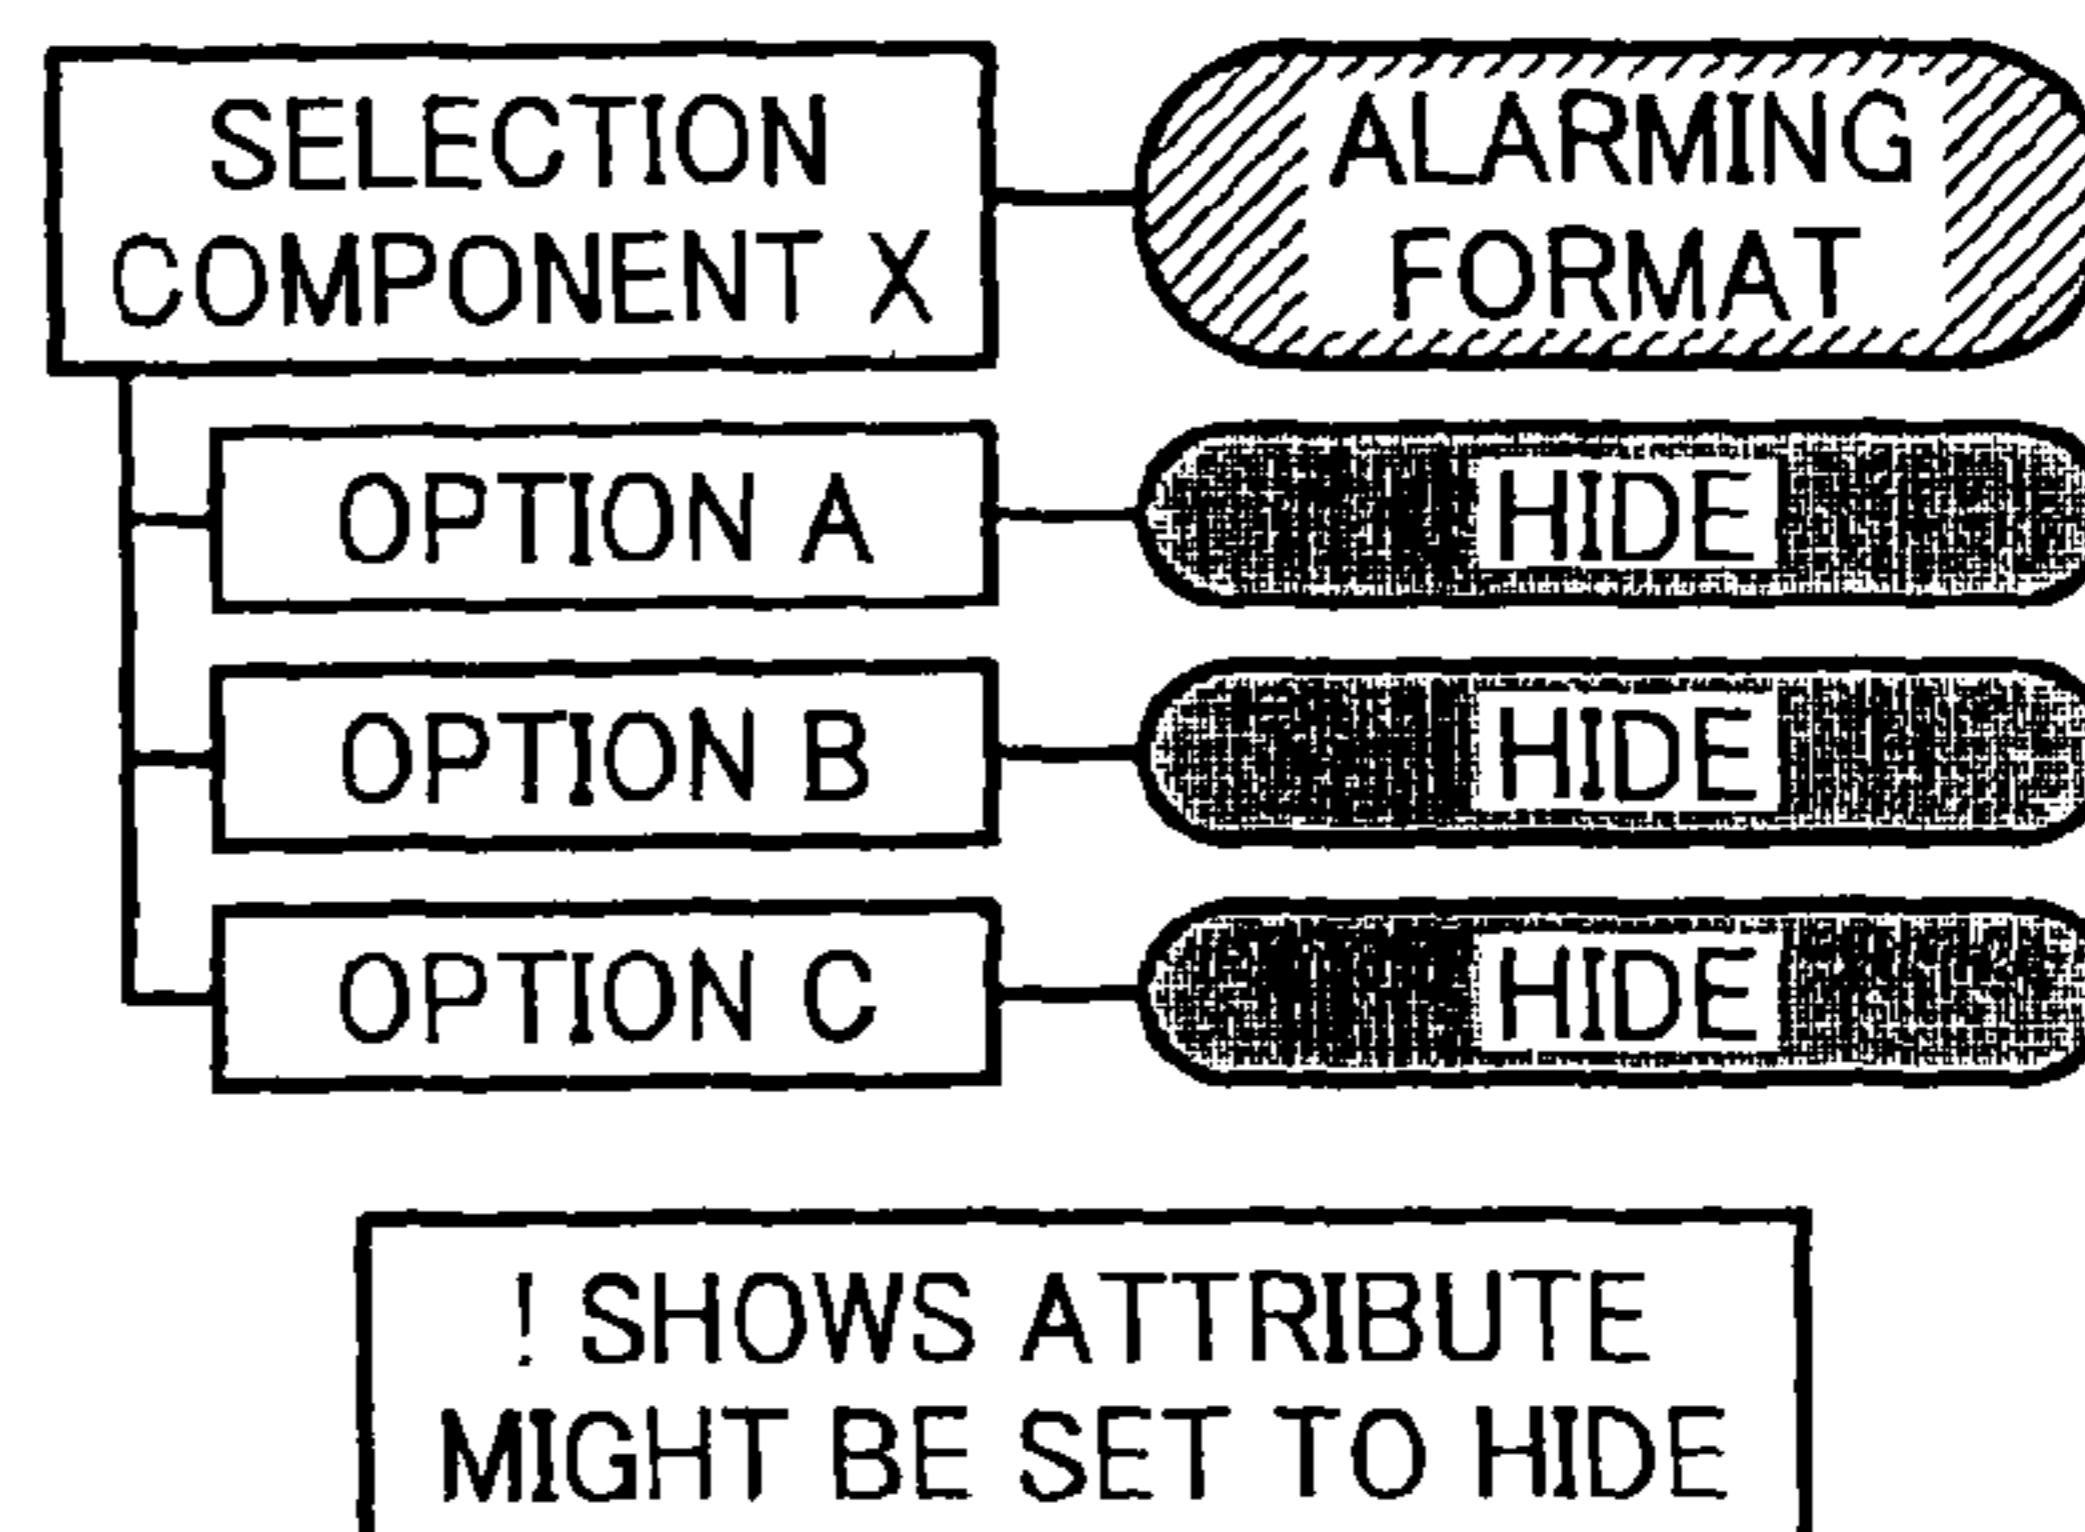 SELECTION
COMPONENT X
ALARMING
FORMAT
OPTION A
HIDE
OPTION B
HIDE
OPTION C
HIDE
! SHOWS ATTRIBUTE
MIGHT BE SET TO HIDE